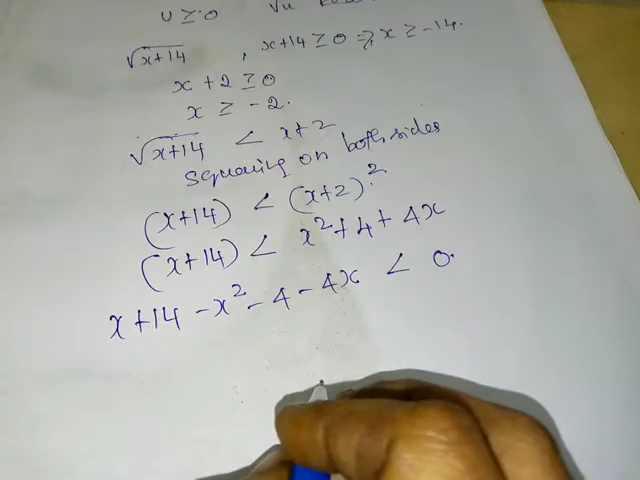 U ≥ 0
√(x+14) , x+14 ≥ 0 ⇒ x ≥ -14.
x + 2 ≥ 0
x ≥ -2.
√(x+14) < x+2
Squaring on both sides
(x+14) < (x+2)².
(x+14) < x²+4+4x
x+14 -x² -4 -4x < 0.